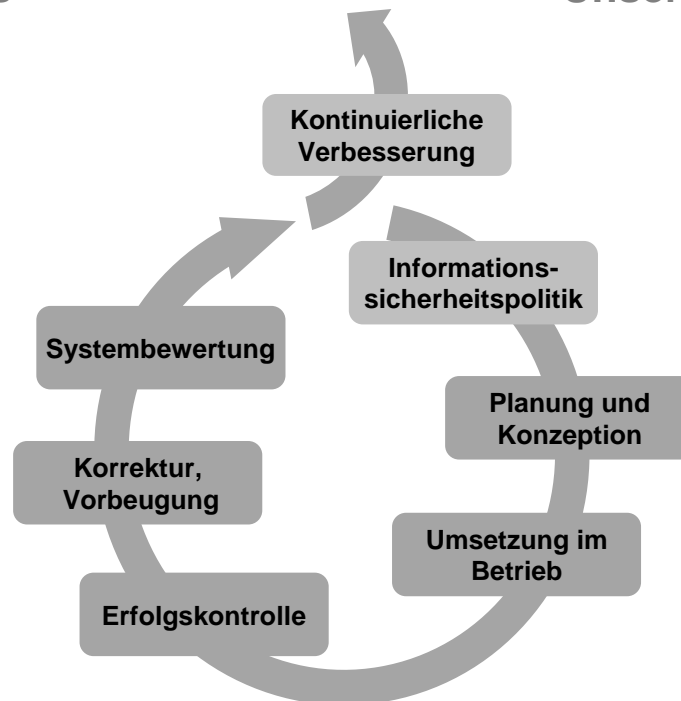 Kontinuierliche
Verbesserung
Informations-
sicherheitspolitik
Planung und
Konzeption
Umsetzung im
Betrieb
Erfolgskontrolle
Korrektur,
Vorbeugung
Systembewertung